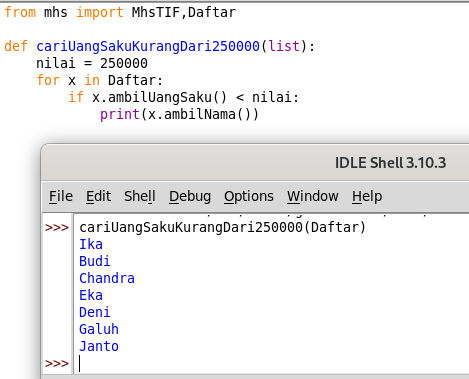 from mhs import MhsTIF,Daftar
def cariUangSakuKurangDari250000(list):
nilai = 250000
for x in Daftar:
if x.ambilUangSaku() < nilai:
print(x.ambilNama())
IDLE Shell 3.10.3
File Edit Shell Debug Options Window Help
>>> cariUangSakuKurangDari250000(Daftar)
Ika
Budi
Chandra
Eka
Deni
Galuh
Janto
>>>